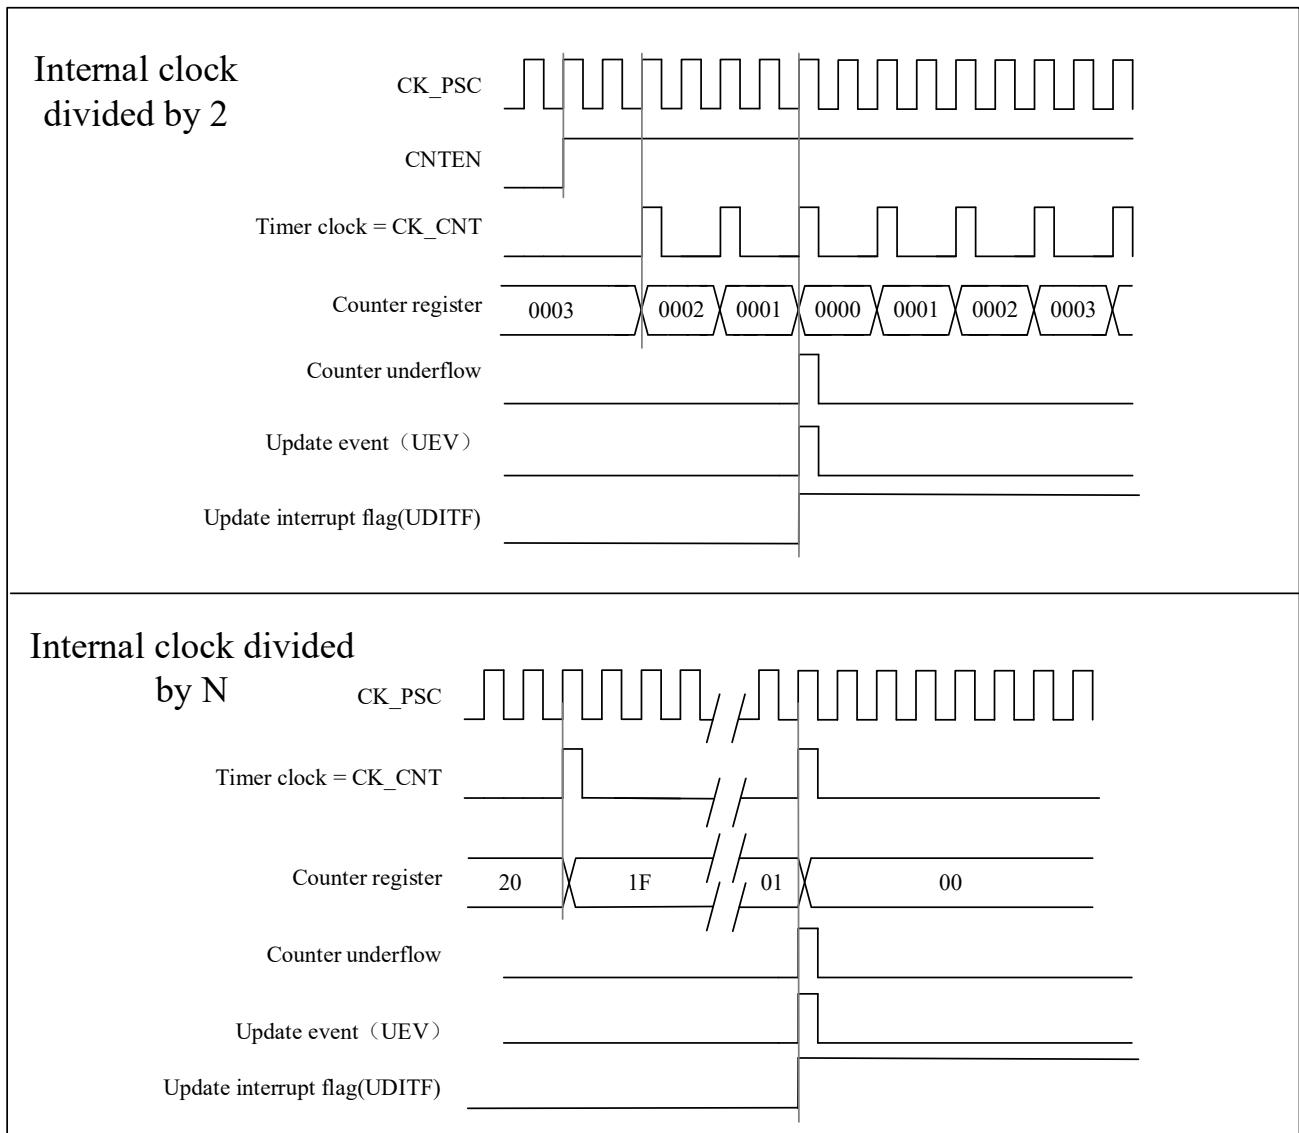 Internal clock
divided by 2
CK_PSC
CNTEN
Timer clock = CK_CNT
Counter register
0003 0002 0001 0000 0001 0002 0003
Counter underflow
Update event（UEV）
Update interrupt flag(UDITF)
Internal clock divided
by N
CK_PSC
Timer clock = CK_CNT
Counter register
20 1F 01 00
Counter underflow
Update event（UEV）
Update interrupt flag(UDITF)